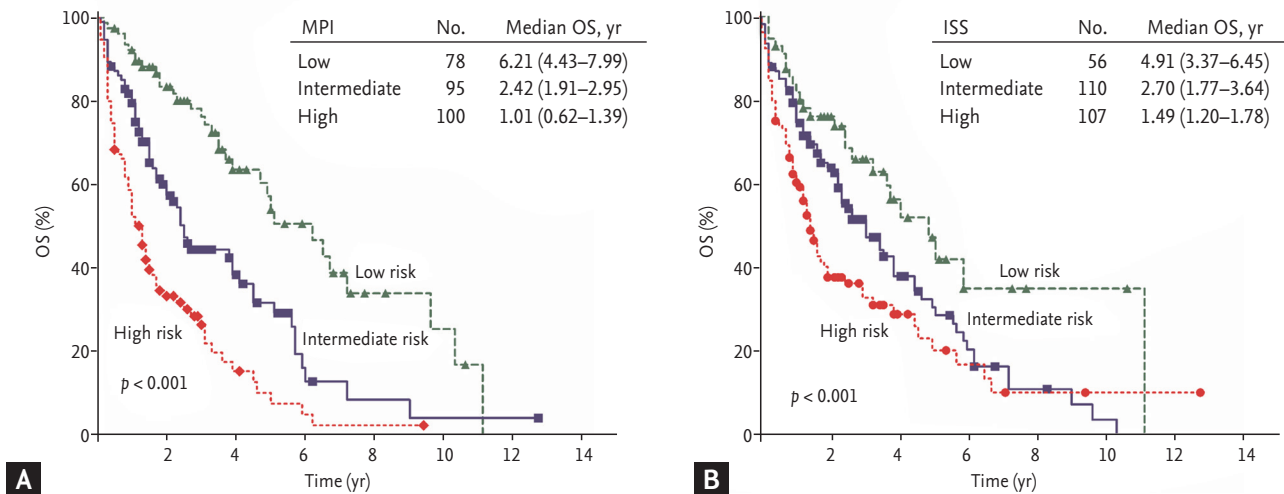 MPI No. Median OS, yr
Low 78 6.21 (4.43–7.99)
Intermediate 95 2.42 (1.91–2.95)
High 100 1.01 (0.62–1.39)
OS (%)
100
80
60
40
20
0
Low risk
Intermediate risk
High risk
p < 0.001
2 4 6 8 10 12 14
Time (yr)
A
ISS No. Median OS, yr
Low 56 4.91 (3.37–6.45)
Intermediate 110 2.70 (1.77–3.64)
High 107 1.49 (1.20–1.78)
OS (%)
100
80
60
40
20
0
Low risk
Intermediate risk
High risk
p < 0.001
2 4 6 8 10 12 14
Time (yr)
B